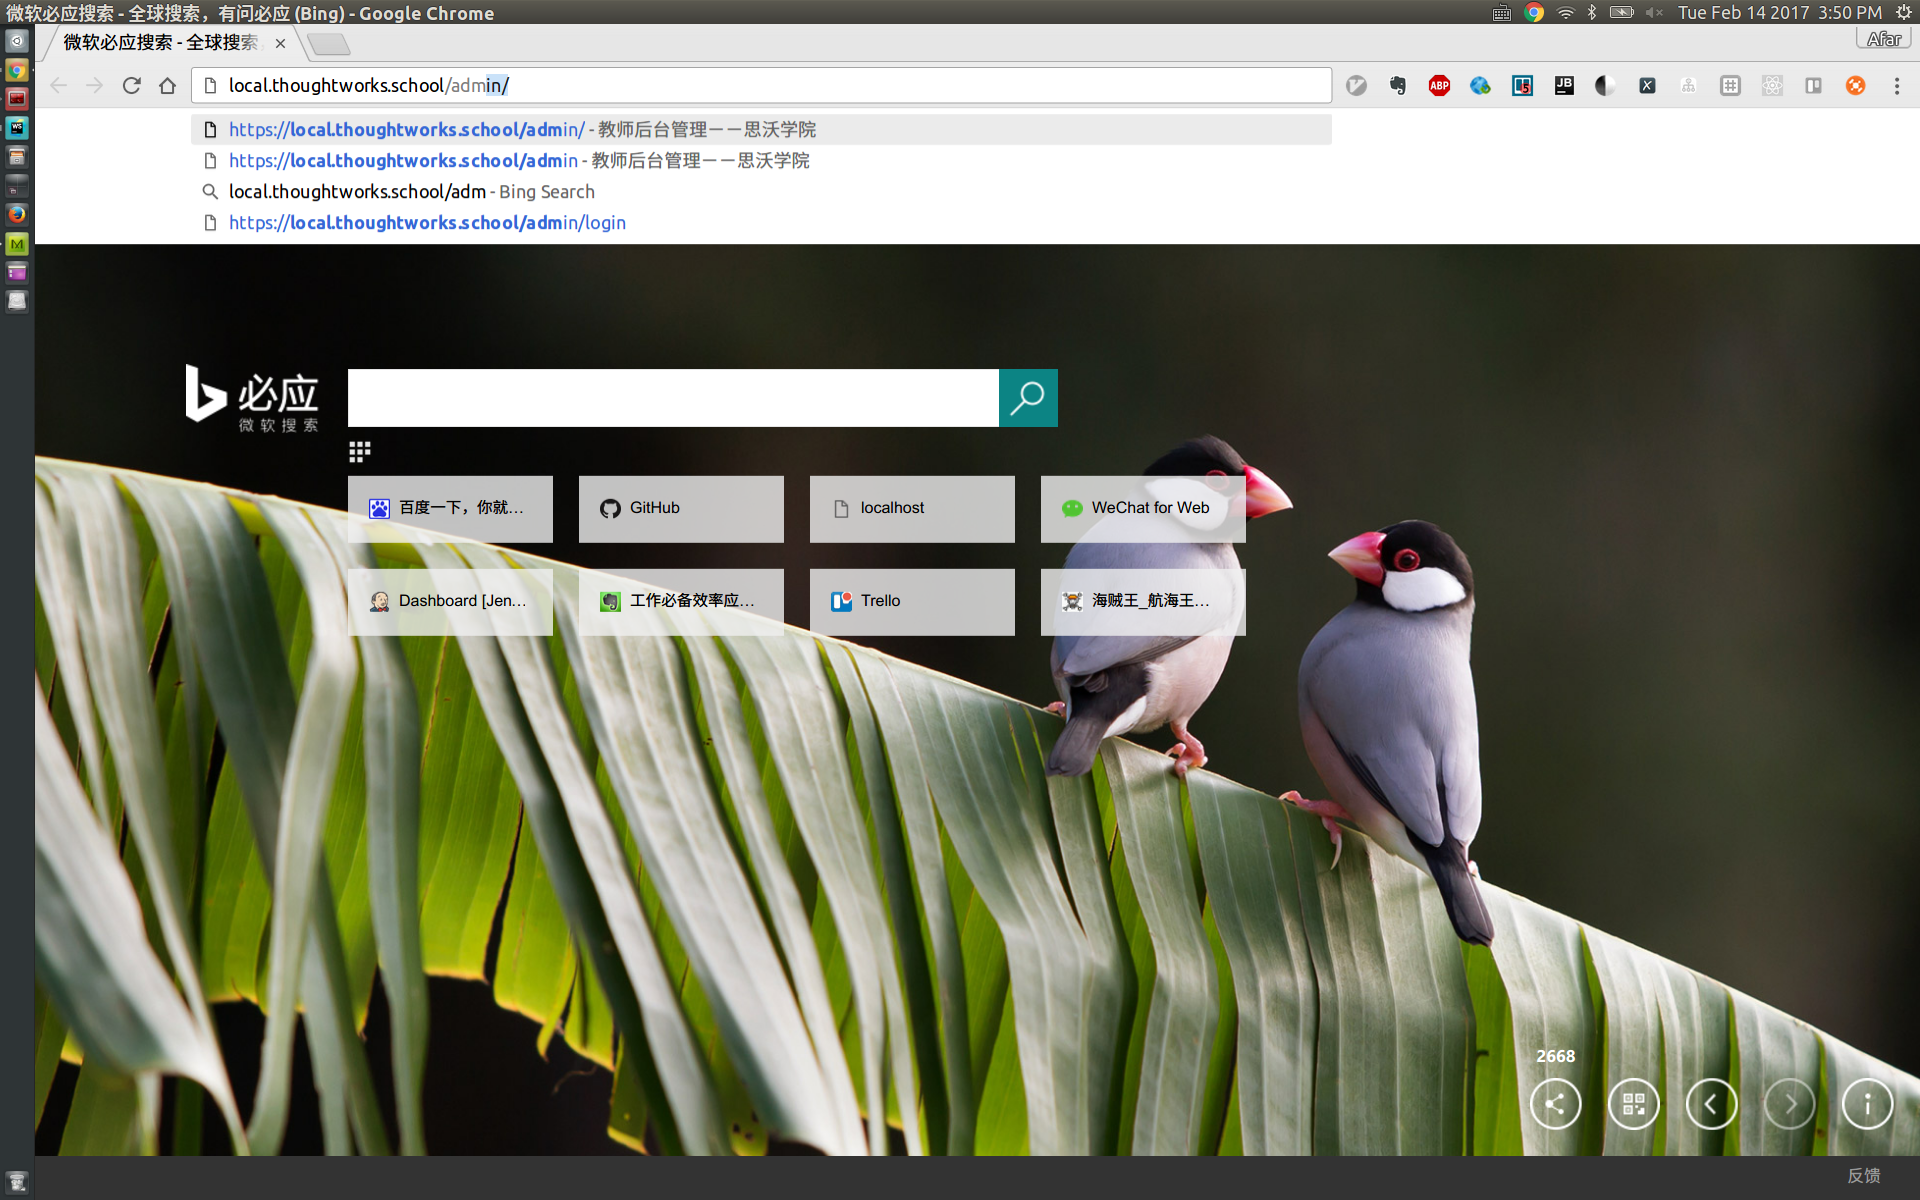 微软必应搜索 - 全球搜索，有问必应 (Bing) - Google Chrome
Tue Feb 14 2017 3:50 PM
微软必应搜索 - 全球搜索
Afar
local.thoughtworks.school/admin/
ABP
JB
X
https://local.thoughtworks.school/admin/ - 教师后台管理－－思沃学院
https://local.thoughtworks.school/admin - 教师后台管理－－思沃学院
local.thoughtworks.school/adm - Bing Search
https://local.thoughtworks.school/admin/login
WS
M
必应
微软搜索
百度一下，你就...
GitHub
localhost
WeChat for Web
Dashboard [Jen...
工作必备效率应...
Trello
海贼王_航海王...
2668
反馈